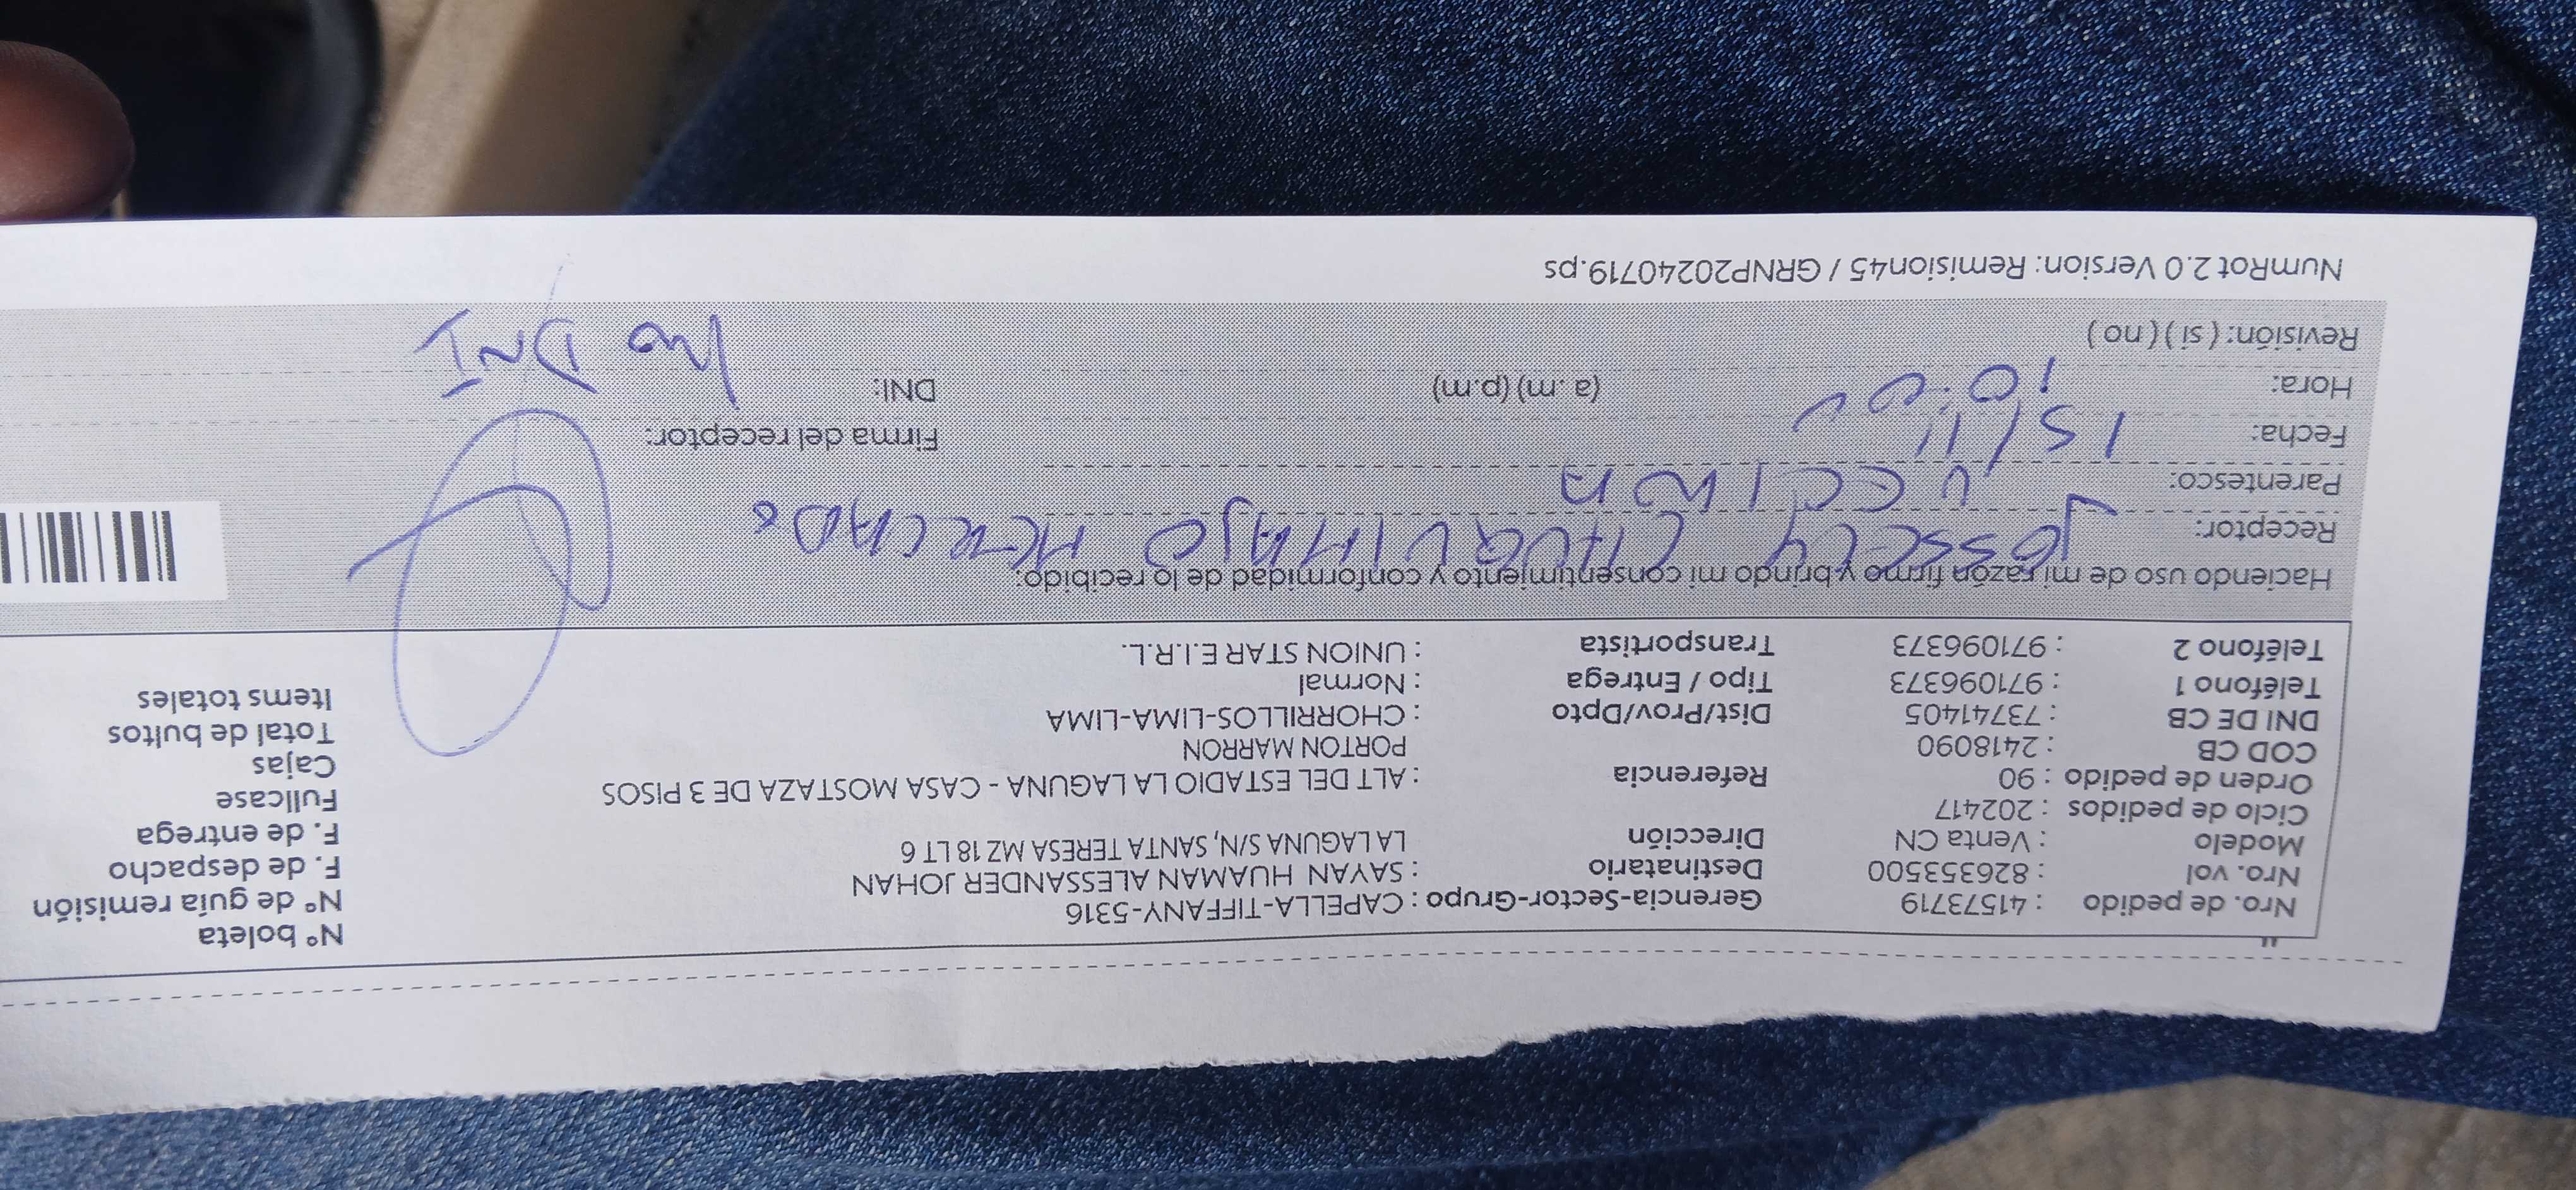 Nº boleta
Nro. de pedido : 41573719 Gerencia-Sector-Grupo : CAPELLA-TIFFANY-5316 Nº de guía remisión
Nro. vol : 826353500 Destinatario : SAYAN HUAMAN ALESSANDER JOHAN F. de despacho
Modelo : Venta CN Dirección LA LAGUNA S/N, SANTA TERESA MZ 18 LT 6 F. de entrega
Ciclo de pedidos : 202417 Fullcase
Orden de pedido : 90 Referencia : ALT DEL ESTADIO LA LAGUNA - CASA MOSTAZA DE 3 PISOS Cajas
COD CB : 2418090 PORTON MARRON Total de bultos
DNI DE CB : 73741405 Dist/Prov/Dpto : CHORRILLOS-LIMA-LIMA Items totales
Teléfono 1 : 971096373 Tipo / Entrega : Normal
Teléfono 2 : 971096373 Transportista : UNION STAR E.I.R.L.
Haciendo uso de mi razón firmo y brindo mi consentimiento y conformidad de lo recibido:
Receptor: MERCADO
Parentesco: VECINA
Fecha: 15/11/ Firma del receptor:
Hora: 10:00 (a .m) (p.m) DNI: No DNI
Revisión: ( si ) ( no )
NumRot 2.0 Version: Remision45 / GRNP20240719.ps